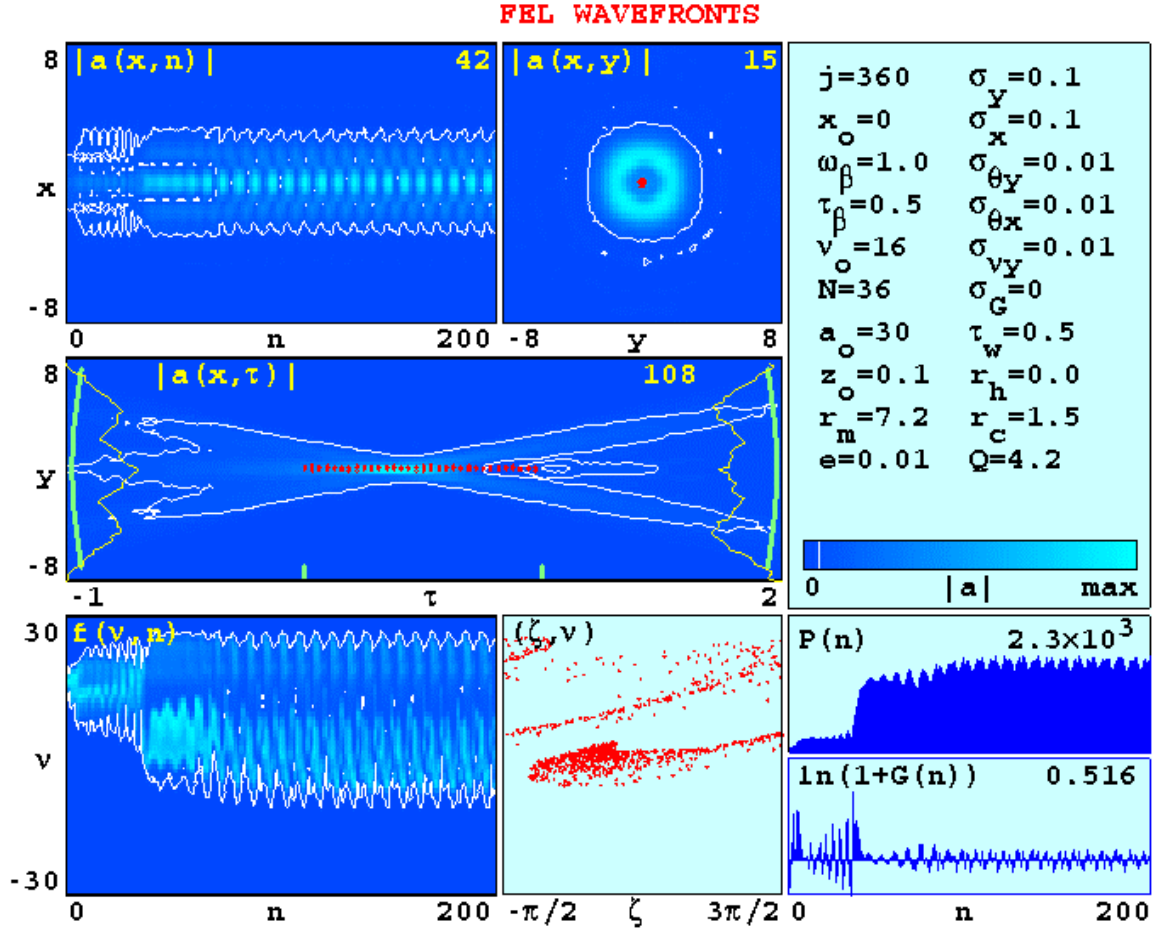 FEL WAVEFRONTS
8
|a(x,n)| 42
x
-8
0 n 200
|a(x,y)| 15
-8 y 8
j=360 σy=0.1
xo=0 σx=0.1
ωβ=1.0 σθy=0.01
τβ=0.5 σθx=0.01
νo=16 σνy=0.01
N=36 σG=0
ao=30 τw=0.5
zo=0.1 rh=0.0
rm=7.2 rc=1.5
e=0.01 Q=4.2
0 |a| max
8
|a(x,τ)| 108
y
-8
-1 τ 2
30
f(ν,n)
ν
-30
0 n 200
(ζ,ν)
-π/2 ζ 3π/2
P(n) 2.3×10³
ln(1+G(n)) 0.516
0 n 200